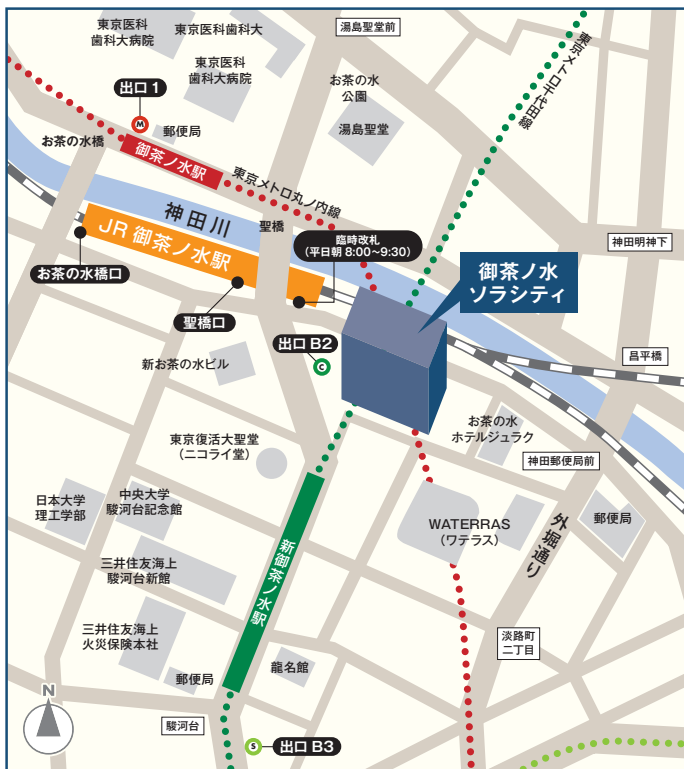 東京医科
歯科大病院
東京医科歯科大
東京医科
歯科大病院
湯島聖堂前
東京メトロ千代田線
お茶の水
公園
湯島聖堂
出口 1
M
郵便局
お茶の水橋
御茶ノ水駅
東京メトロ丸ノ内線
神田川
聖橋
JR 御茶ノ水駅
臨時改札
(平日朝 8:00〜9:30)
神田明神下
お茶の水橋口
聖橋口
御茶ノ水
ソラシティ
昌平橋
出口 B2
C
新お茶の水ビル
お茶の水
ホテルジュラク
東京復活大聖堂
(ニコライ堂)
神田郵便局前
日本大学
理工学部
中央大学
駿河台記念館
WATERRAS
(ワテラス)
外堀通り
郵便局
新御茶ノ水駅
三井住友海上
駿河台新館
三井住友海上
火災保険本社
淡路町
二丁目
郵便局
龍名館
N
駿河台
S
出口 B3